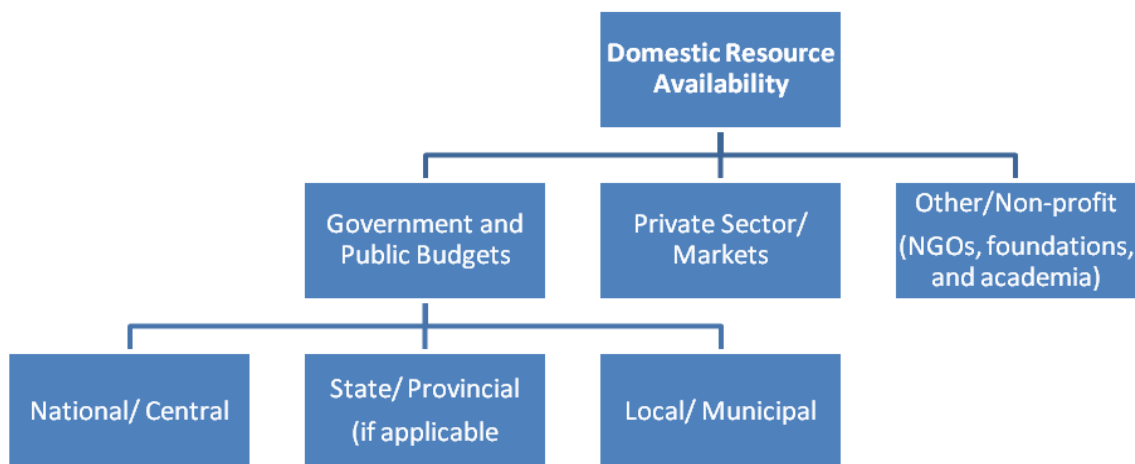 Domestic Resource
Availability
Government and
Public Budgets
Private Sector/
Markets
Other/Non-profit
(NGOs, foundations,
and academia)
National/ Central
State/ Provincial
(if applicable
Local/ Municipal